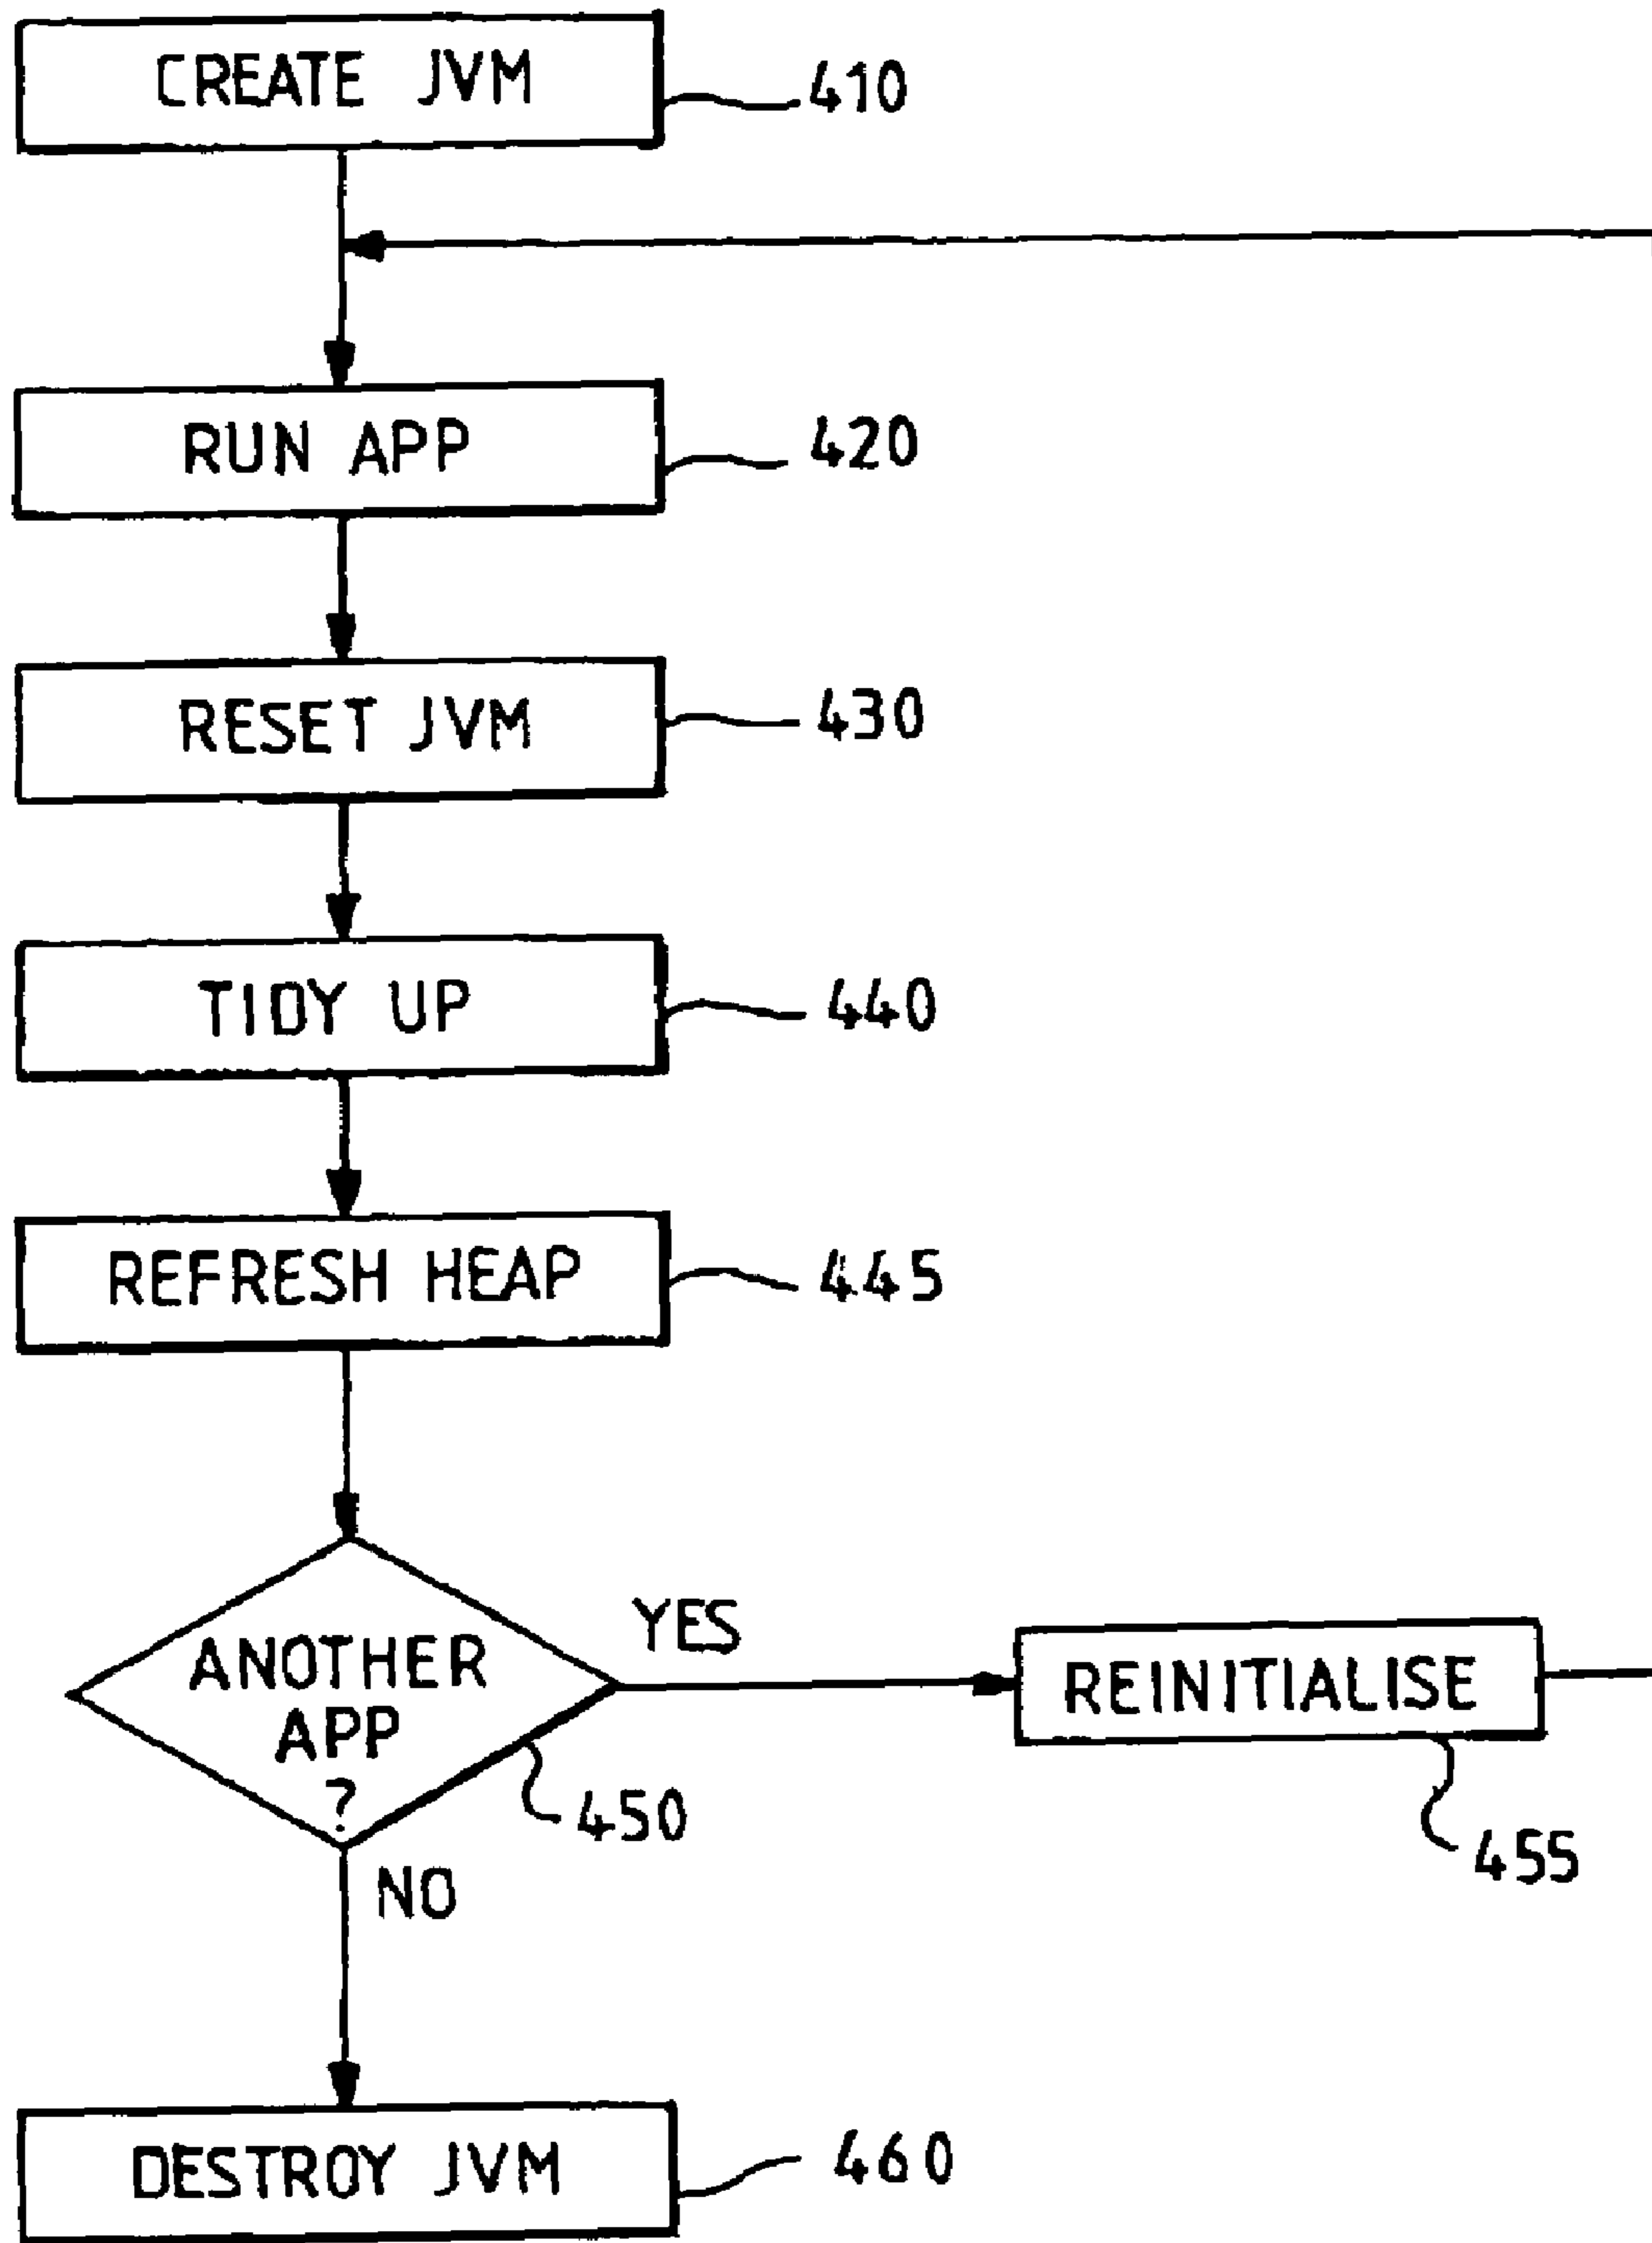 CREATE JVM
410
RUN APP
420
RESET JVM
430
TIDY UP
440
REFRESH HEAP
445
ANOTHER
APP
?
YES
450
NO
REINITIALISE
455
DESTROY JVM
460